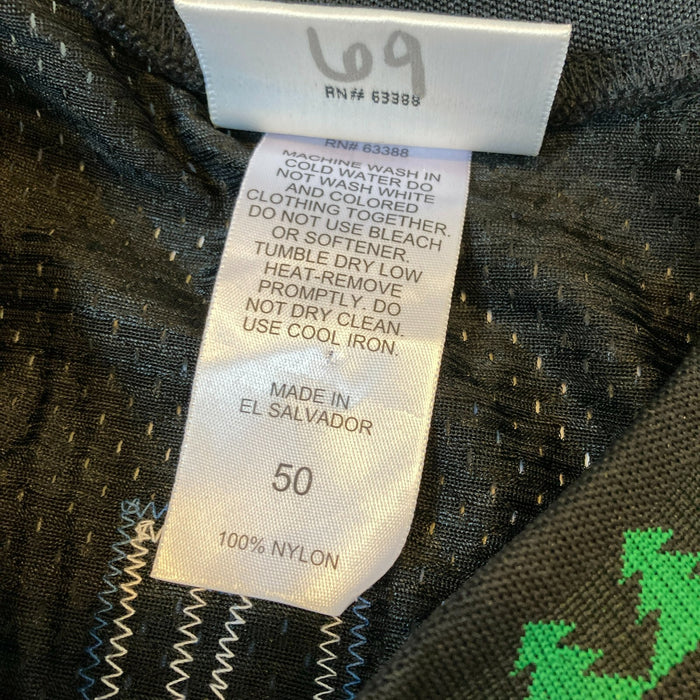 69
RN# 63388
RN# 63388
MACHINE WASH IN
COLD WATER DO
NOT WASH WHITE
AND COLORED
CLOTHING TOGETHER.
DO NOT USE BLEACH
OR SOFTENER.
TUMBLE DRY LOW
HEAT-REMOVE
PROMPTLY. DO
NOT DRY CLEAN.
USE COOL IRON.
MADE IN
EL SALVADOR
50
100% NYLON